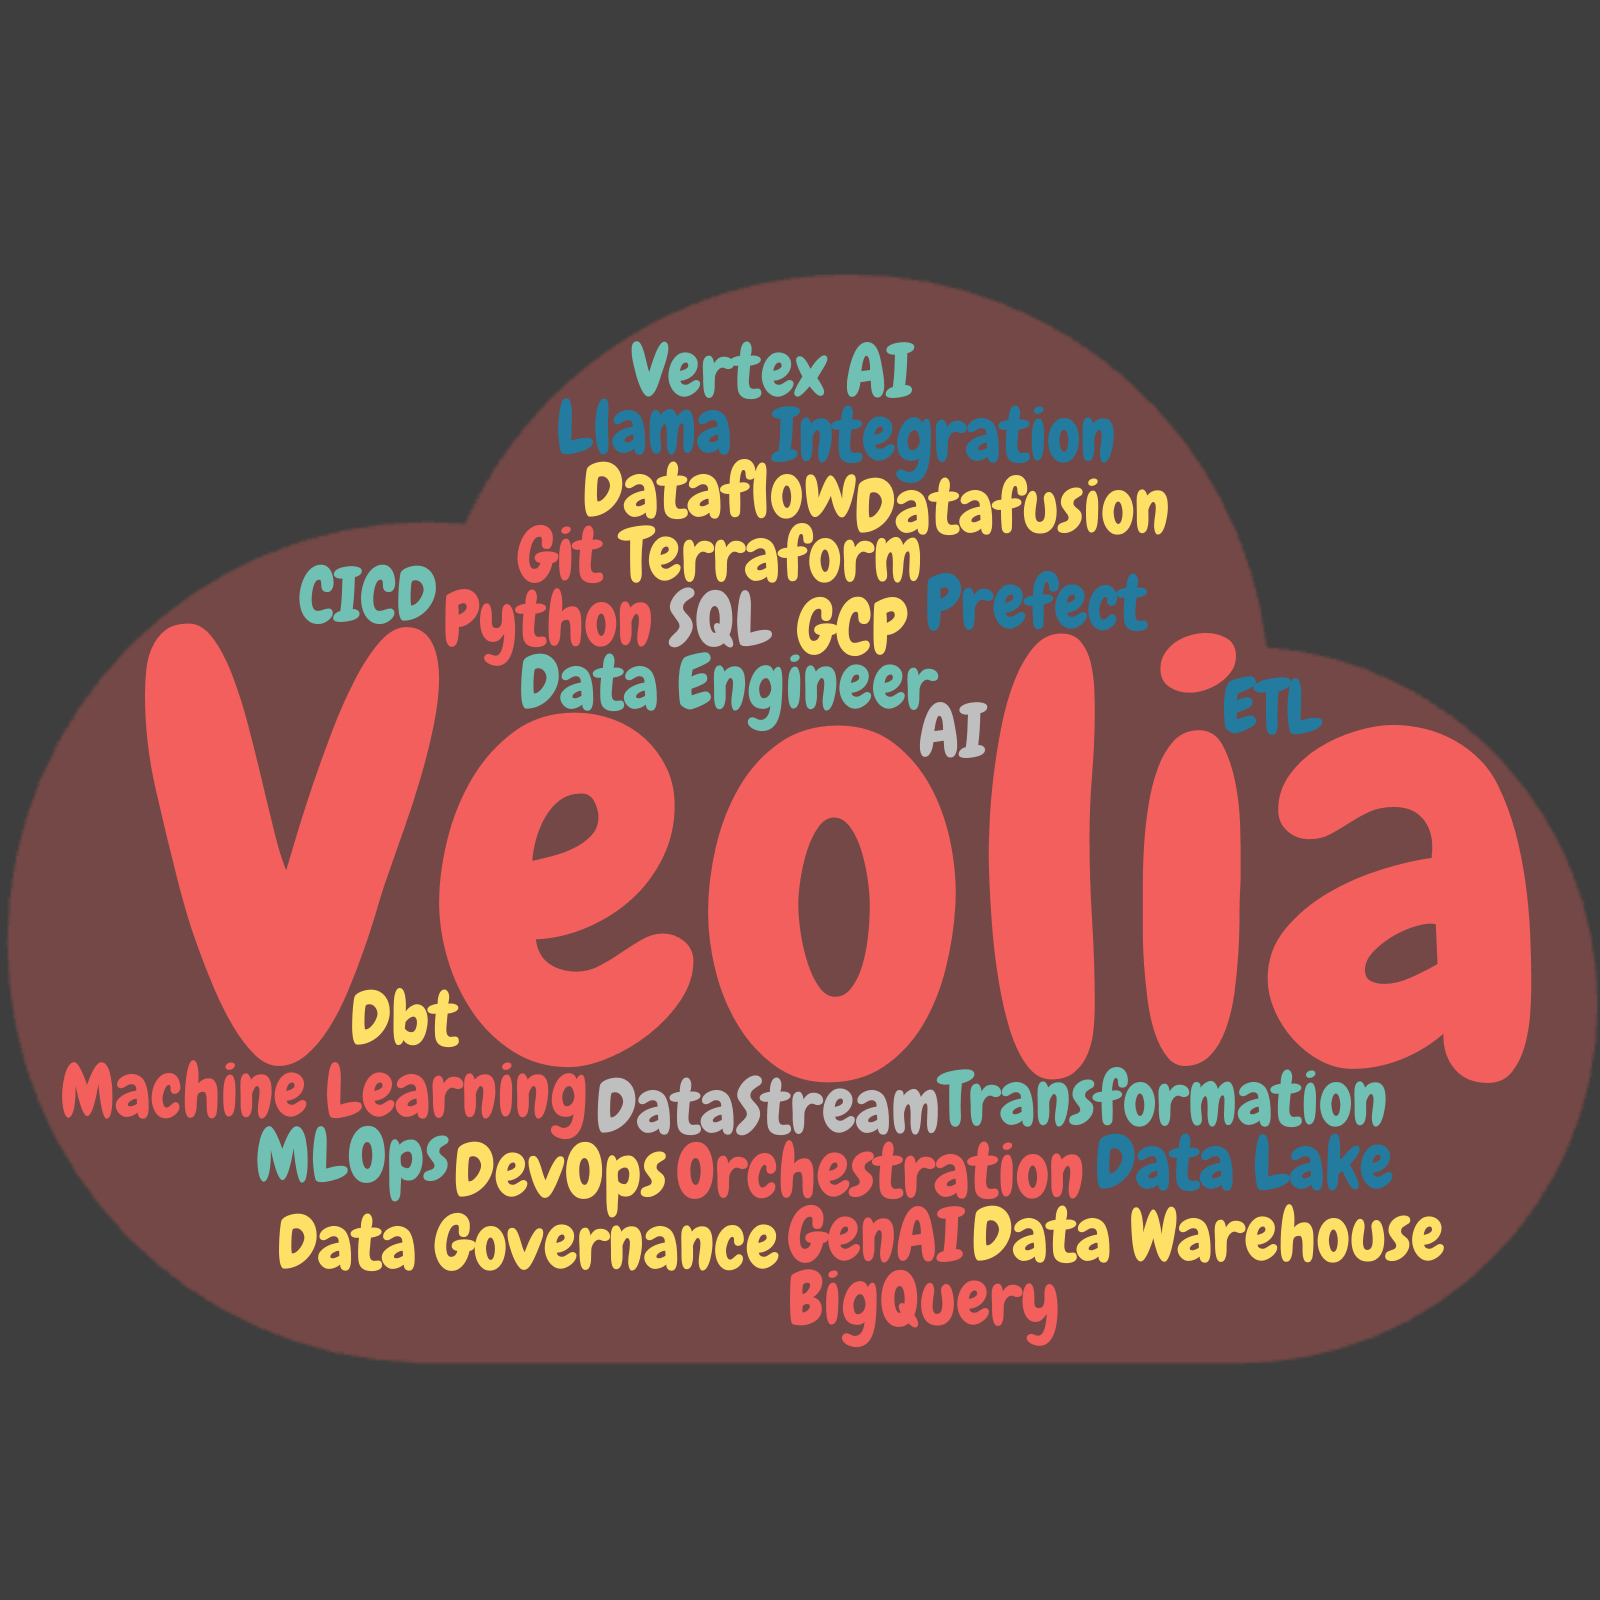 Vertex AI
Llama Integration
Dataflow Datafusion
Git Terraform
CICD Python SQL GCP Prefect
Data Engineer
AI ETL
Veolia
Dbt
Machine Learning DataStream Transformation
MLOps DevOps Orchestration Data Lake
Data Governance GenAI Data Warehouse
BigQuery